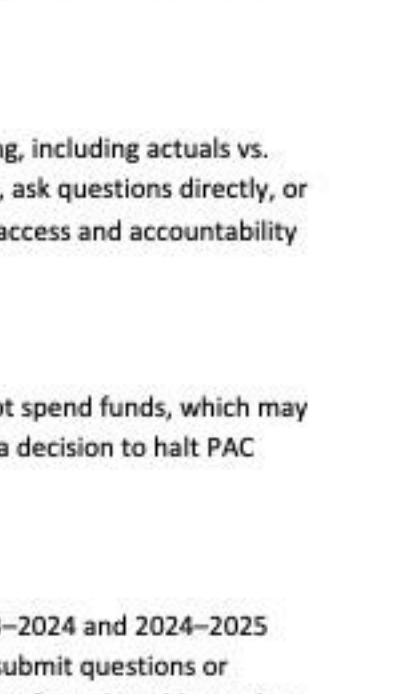 ng, including actuals vs.
, ask questions directly, or
access and accountability
ot spend funds, which may
a decision to halt PAC
–2024 and 2024–2025
submit questions or